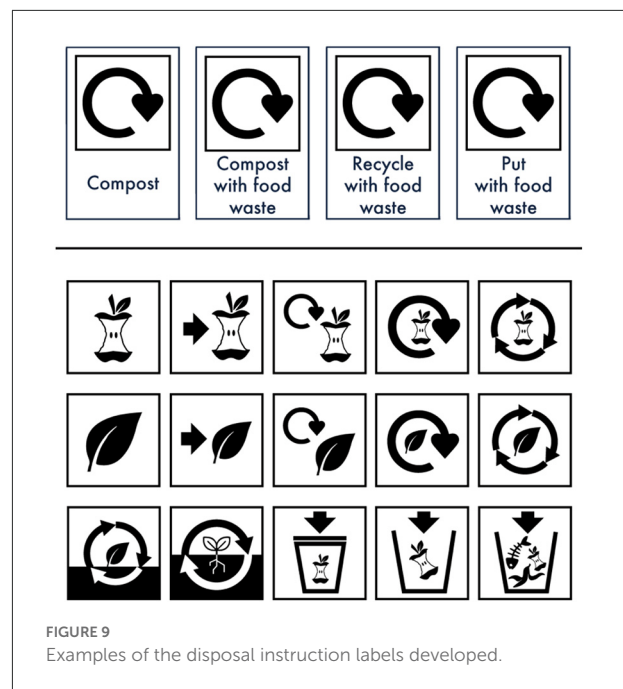 Compost
Compost
with food
waste
Recycle
with food
waste
Put
with food
waste
FIGURE 9
Examples of the disposal instruction labels developed.